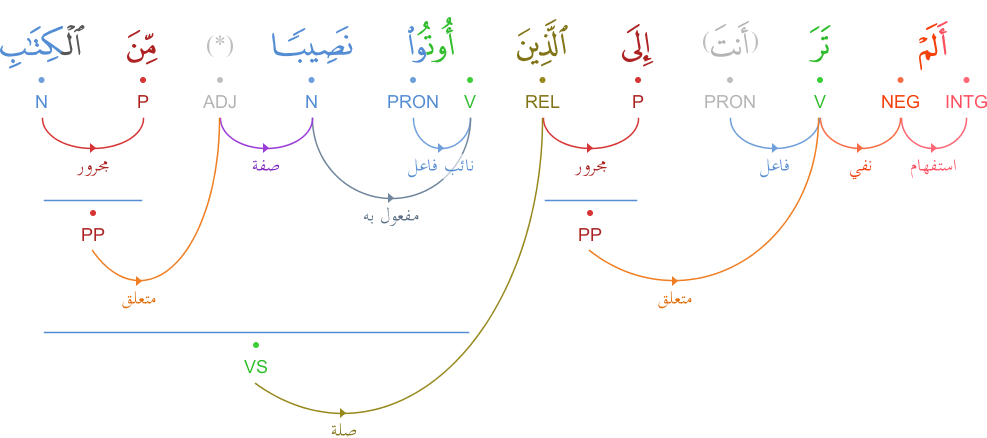 أَلَمْ تَرَ (أَنتَ) إِلَى ٱلَّذِينَ أُوتُوا۟ نَصِيبًا (*) مِّنَ ٱلْكِتَٰبِ
INTG NEG V PRON P REL V PRON N ADJ P N
استفهام نفي فاعل مجرور نائب فاعل صفة مجرور
مفعول به
PP PP
متعلق متعلق
VS
صلة